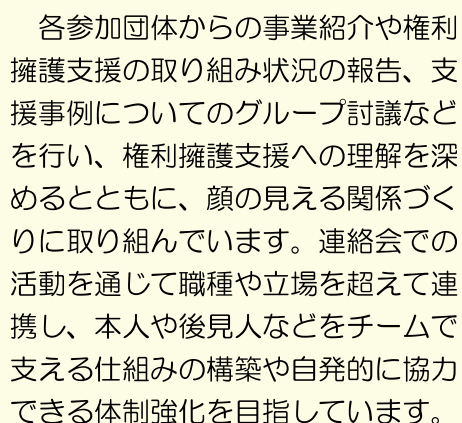 各参加団体からの事業紹介や権利
擁護支援の取り組み状況の報告、支
援事例についてのグループ討議など
を行い、権利擁護支援への理解を深
めるとともに、顔の見える関係づく
りに取り組んでいます。連絡会での
活動を通じて職種や立場を超えて連
携し、本人や後見人などをチームで
支える仕組みの構築や自発的に協力
できる体制強化を目指しています。